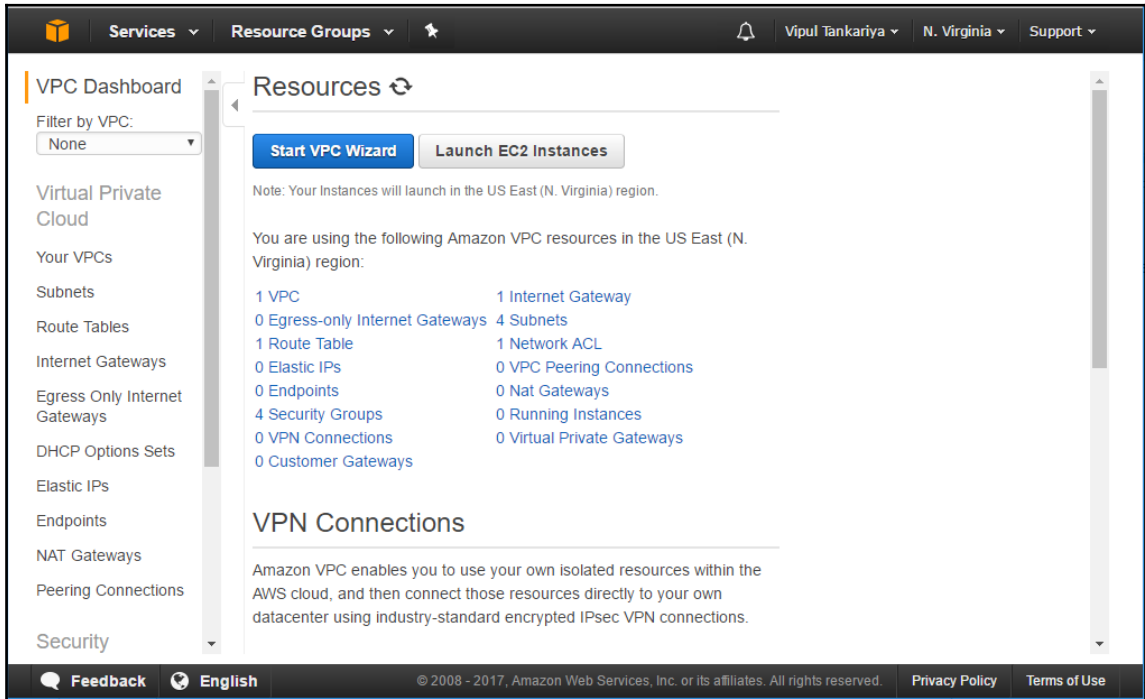 Services Resource Groups Vipul Tankariya N. Virginia Support
VPC Dashboard
Filter by VPC:
None
Virtual Private
Cloud
Your VPCs
Subnets
Route Tables
Internet Gateways
Egress Only Internet
Gateways
DHCP Options Sets
Elastic IPs
Endpoints
NAT Gateways
Peering Connections
Security
Resources
Start VPC Wizard Launch EC2 Instances
Note: Your Instances will launch in the US East (N. Virginia) region.
You are using the following Amazon VPC resources in the US East (N.
Virginia) region:
1 VPC 1 Internet Gateway
0 Egress-only Internet Gateways 4 Subnets
1 Route Table 1 Network ACL
0 Elastic IPs 0 VPC Peering Connections
0 Endpoints 0 Nat Gateways
4 Security Groups 0 Running Instances
0 VPN Connections 0 Virtual Private Gateways
0 Customer Gateways
VPN Connections
Amazon VPC enables you to use your own isolated resources within the
AWS cloud, and then connect those resources directly to your own
datacenter using industry-standard encrypted IPsec VPN connections.
Feedback English © 2008 - 2017, Amazon Web Services, Inc. or its affiliates. All rights reserved. Privacy Policy Terms of Use